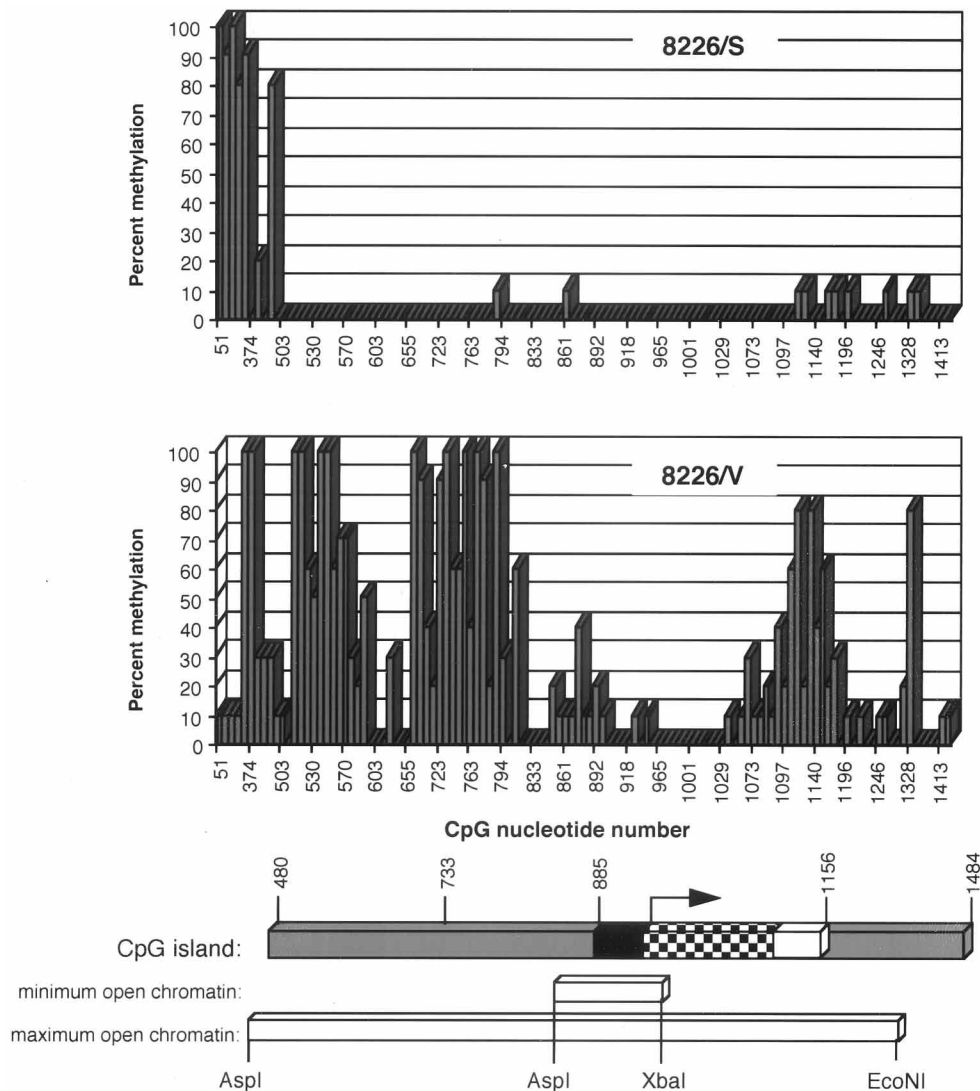 8226/S
Percent methylation
100
90
80
70
60
50
40
30
20
10
0
51 374 503 530 570 603 655 723 763 794 833 861 892 918 965 1001 1029 1073 1097 1140 1196 1246 1328 1413
8226/V
Percent methylation
100
90
80
70
60
50
40
30
20
10
0
51 374 503 530 570 603 655 723 763 794 833 861 892 918 965 1001 1029 1073 1097 1140 1196 1246 1328 1413
CpG nucleotide number
480 733 885 1156 1484
CpG island:
minimum open chromatin:
maximum open chromatin:
AspI AspI XbaI EcoNI